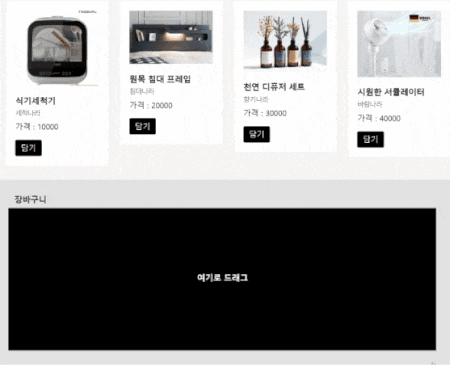 식기세척기
세척나라
가격 : 10000
담기
원목 침대 프레임
침대나라
가격 : 20000
담기
천연 디퓨저 세트
향기나라
가격 : 30000
담기
시원한 서큘레이터
바람나라
가격 : 40000
담기
장바구니
여기로 드래그